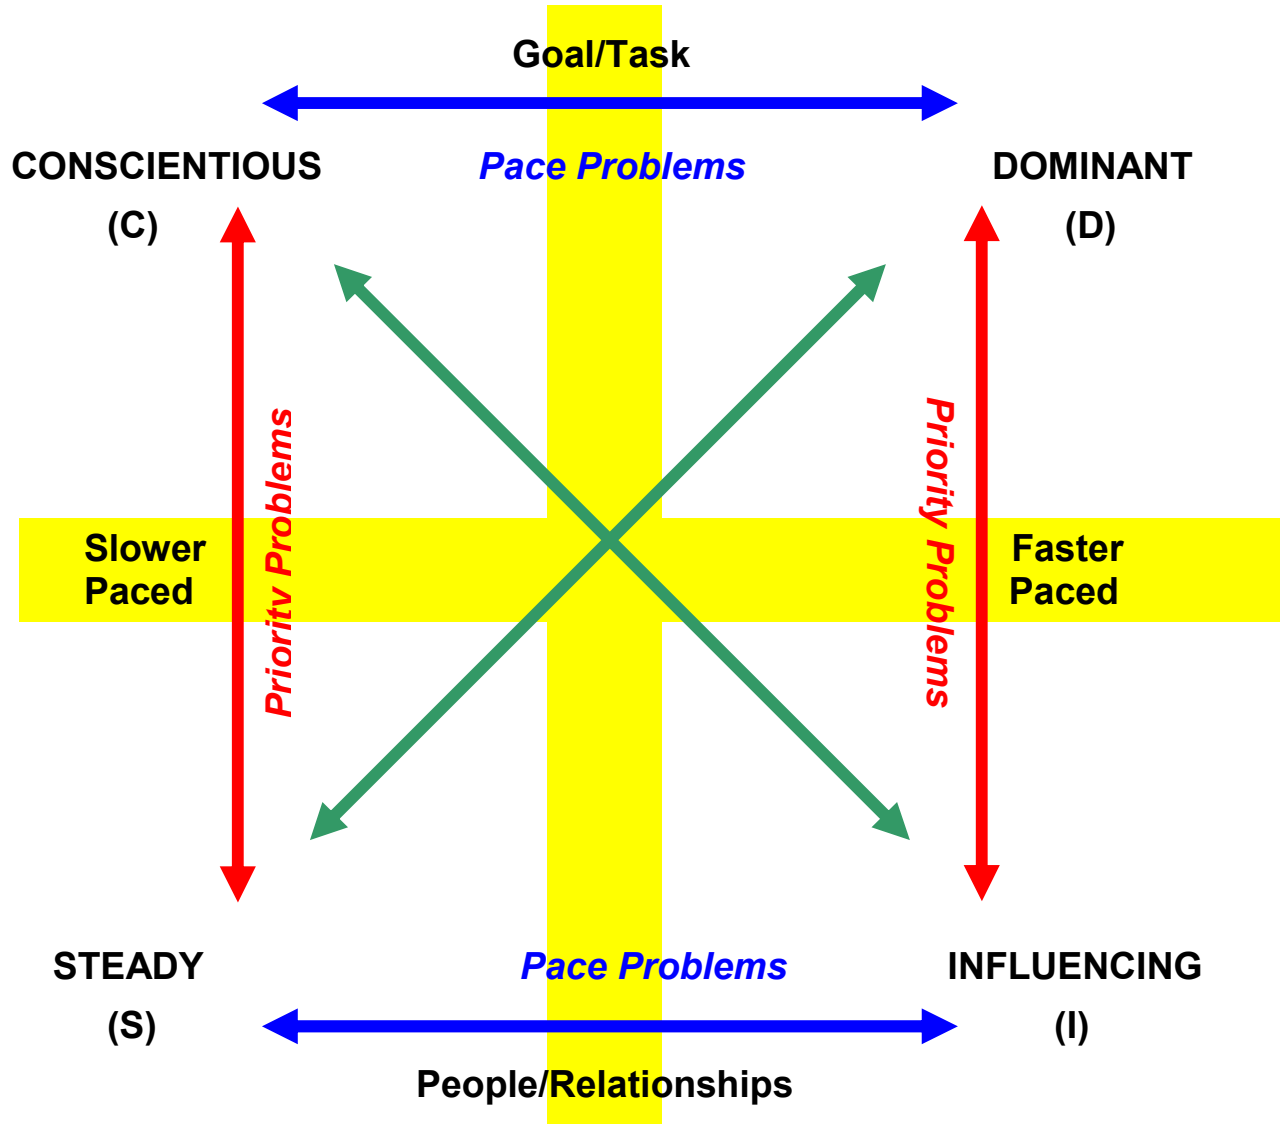 Goal/Task
CONSCIENTIOUS
Pace Problems
DOMINANT
(C)
(D)
Priority Problems
Priority Problems
Slower
Paced
Faster
Paced
STEADY
Pace Problems
INFLUENCING
(S)
(I)
People/Relationships